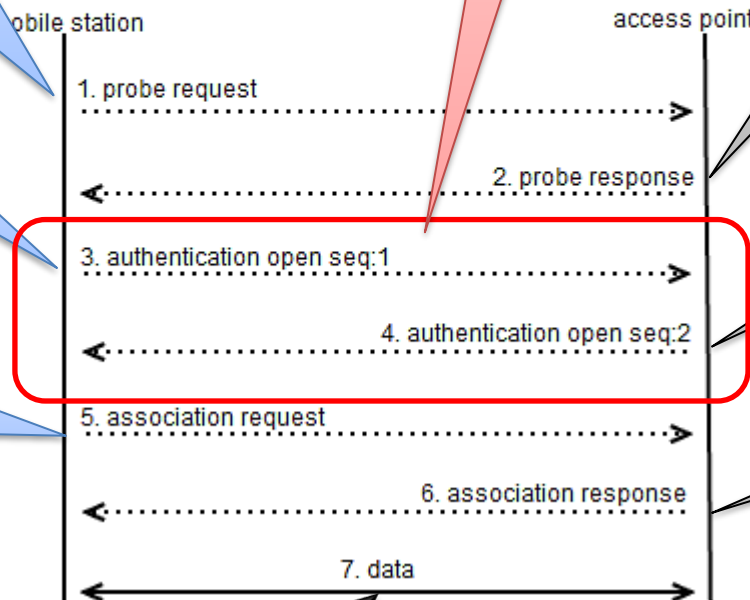 obile station
access point
1. probe request
2. probe response
3. authentication open seq:1
4. authentication open seq:2
5. association request
6. association response
7. data